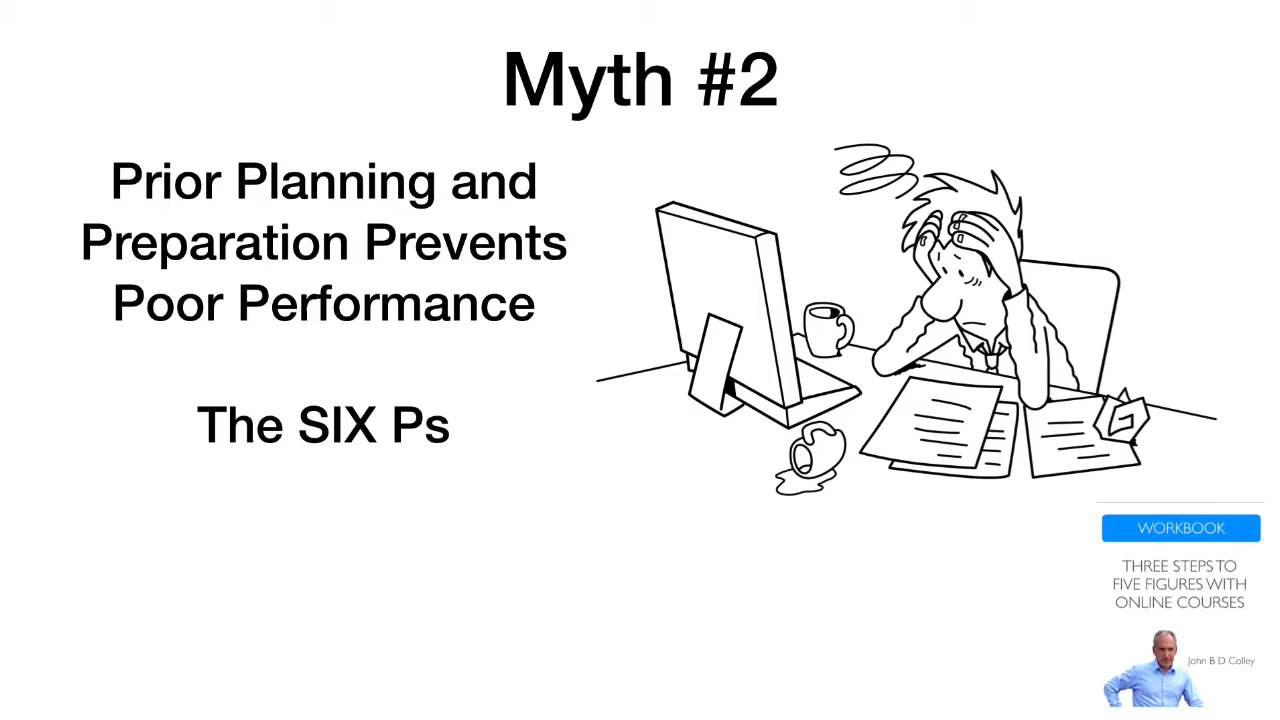 Myth #2
Prior Planning and
Preparation Prevents
Poor Performance
The SIX Ps
WORKBOOK
THREE STEPS TO
FIVE FIGURES WITH
ONLINE COURSES
John B D Colley